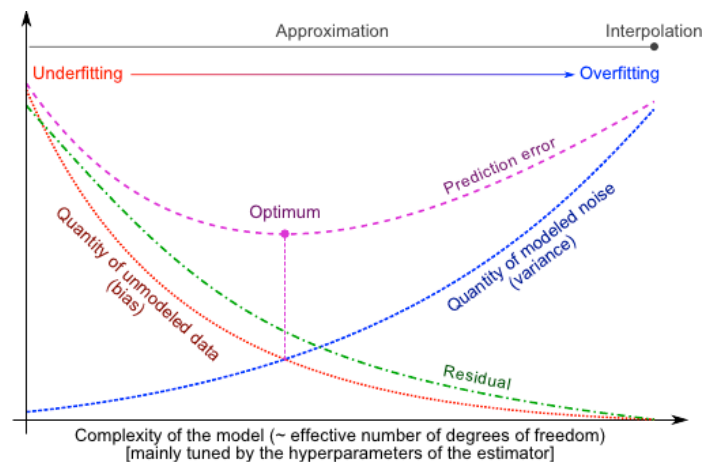 Approximation
Interpolation
Underfitting
Overfitting
Prediction error
Optimum
Quantity of unmodeled data
(bias)
Quantity of modeled noise
(variance)
Residual
Complexity of the model (~ effective number of degrees of freedom)
[mainly tuned by the hyperparameters of the estimator]